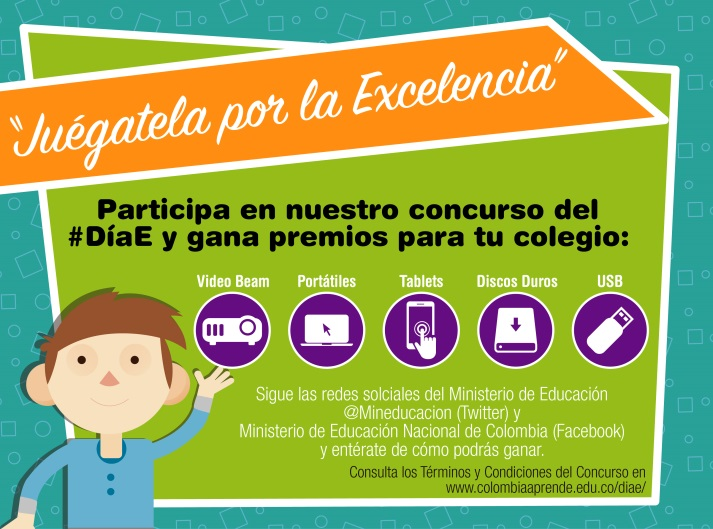 "Juégatela por la Excelencia"
Participa en nuestro concurso del
#DíaE y gana premios para tu colegio:
Video Beam Portátiles Tablets Discos Duros USB
Sigue las redes solciales del Ministerio de Educación
@Mineducacion (Twitter) y
Ministerio de Educación Nacional de Colombia (Facebook)
y entérate de cómo podrás ganar.
Consulta los Términos y Condiciones del Concurso en
www.colombiaaprende.edu.co/diae/